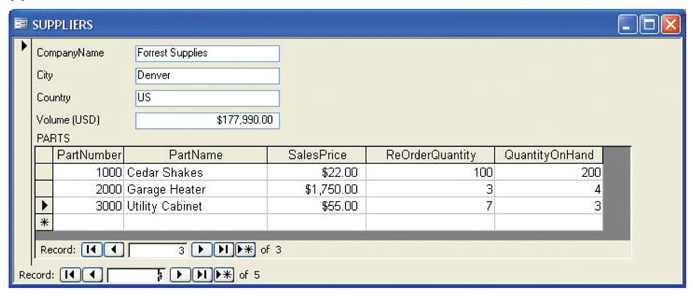 SUPPLIERS
CompanyName Forrest Supplies
City Denver
Country US
Volume (USD) $177,990.00
PARTS
PartNumber PartName SalesPrice ReOrderQuantity QuantityOnHand
1000 Cedar Shakes $22.00 100 200
2000 Garage Heater $1,750.00 3 4
3000 Utility Cabinet $55.00 7 3
Record: 3 of 3
Record: of 5